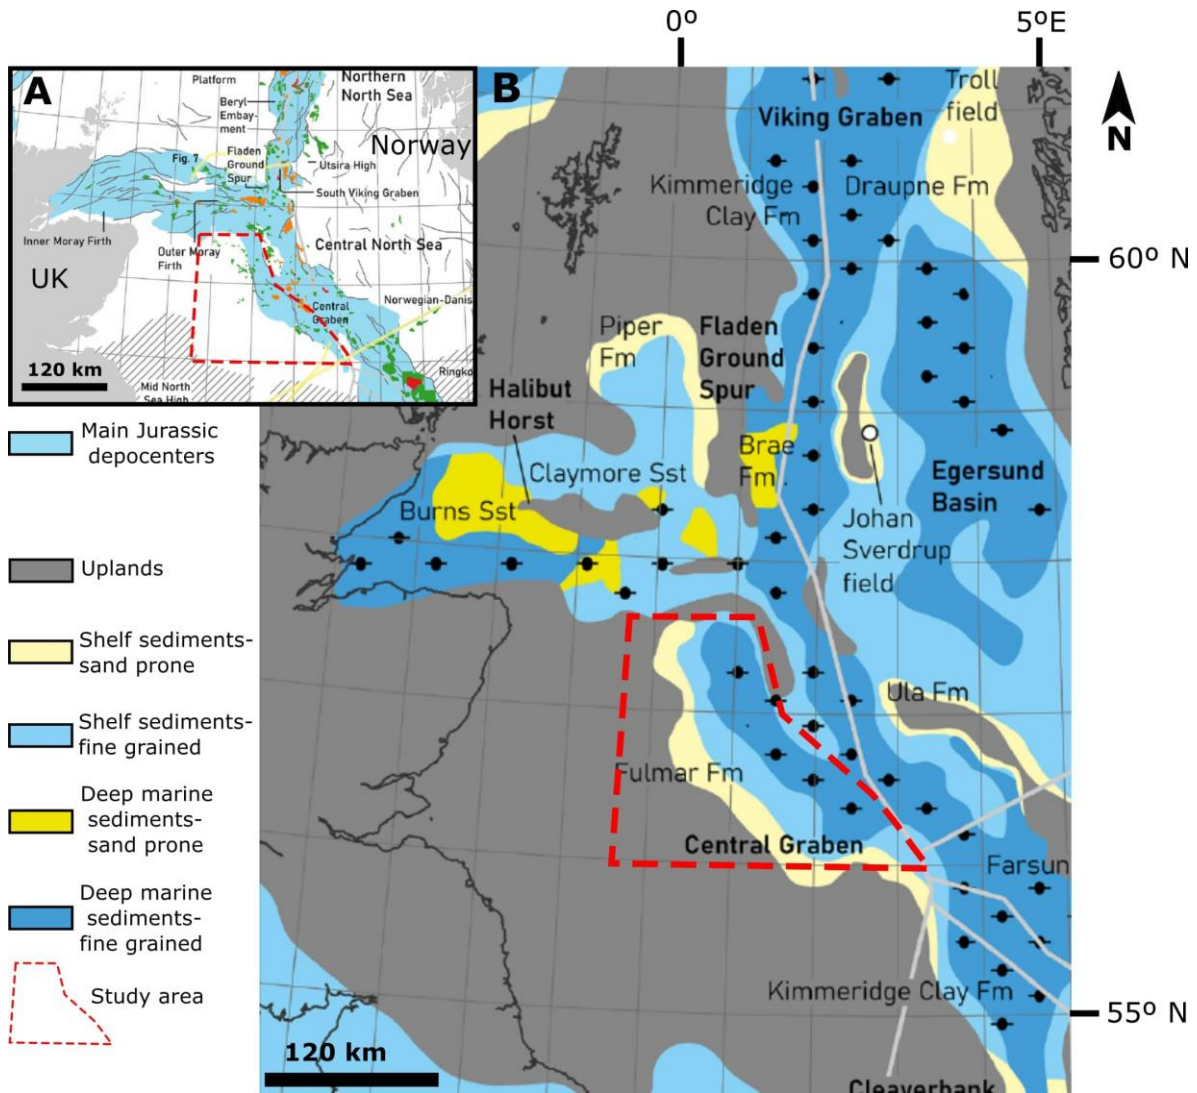 0º
5ºE
A
Platform
Northern
North Sea
Beryl
Embay-
ment
Norway
Fig. 7
Fladen
Ground
Spur
Utsira High
South Viking Graben
Inner Moray Firth
Outer Moray
Firth
Central North Sea
UK
Norwegian-Danis
Central
Graben
120 km
Mid North
Sea High
Ringkø
B
Troll
field
N
Viking Graben
Kimmeridge
Clay Fm
Draupne Fm
60º N
Piper
Fm
Fladen
Ground
Spur
Halibut
Horst
Brae
Fm
Claymore Sst
Egersund
Basin
Burns Sst
Johan
Sverdrup
field
Ula Fm
Fulmar Fm
Central Graben
Farsun
Kimmeridge Clay Fm
55º N
120 km
Cleaverbank
Main Jurassic
depocenters
Uplands
Shelf sediments-
sand prone
Shelf sediments-
fine grained
Deep marine
sediments-
sand prone
Deep marine
sediments-
fine grained
Study area